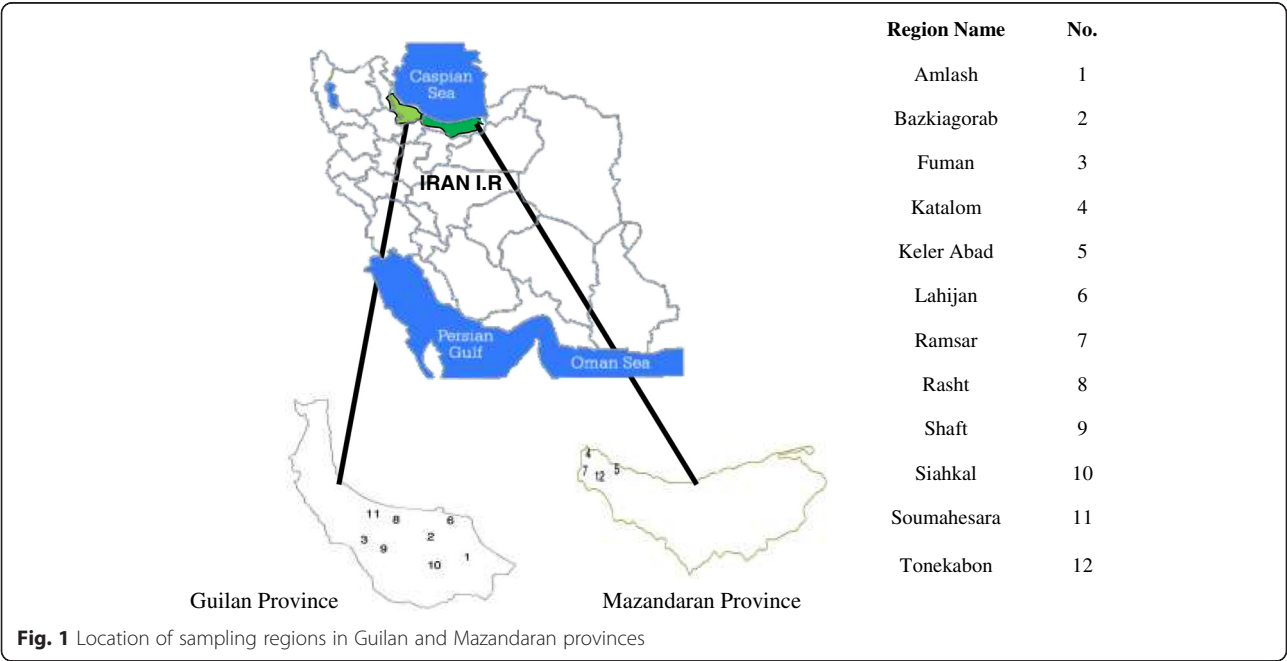 Region Name No.
Amlash 1
Bazkiagorab 2
Fuman 3
Katalom 4
Keler Abad 5
Lahijan 6
Ramsar 7
Rasht 8
Shaft 9
Siahkal 10
Soumahesara 11
Tonekabon 12
Caspian
Sea
IRAN I.R
Persian
Gulf
Oman Sea
11 8 6
3 9 2
10 1
4
7 12 5
Guilan Province
Mazandaran Province
Fig. 1 Location of sampling regions in Guilan and Mazandaran provinces